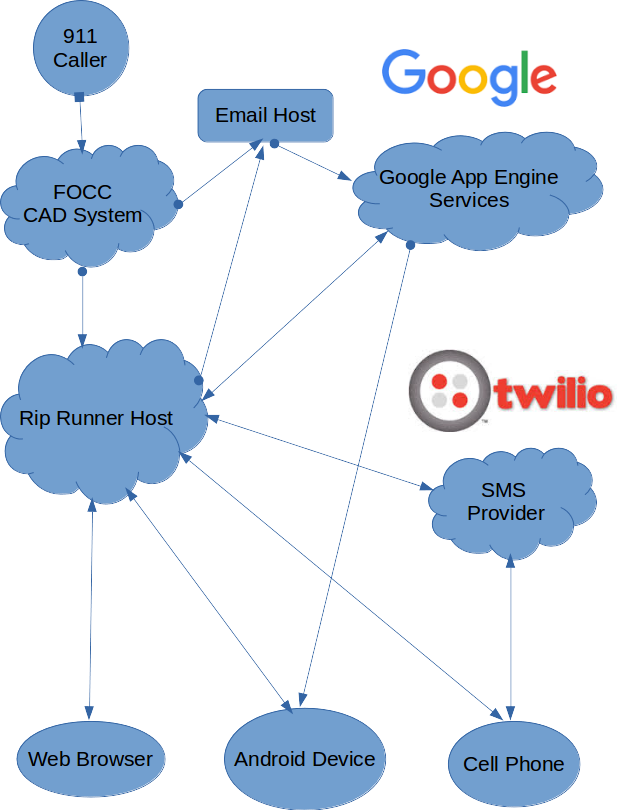 911
Caller
Google
Email Host
Google App Engine
Services
FOCC
CAD System
Rip Runner Host
twilio
™
SMS
Provider
Web Browser
Android Device
Cell Phone